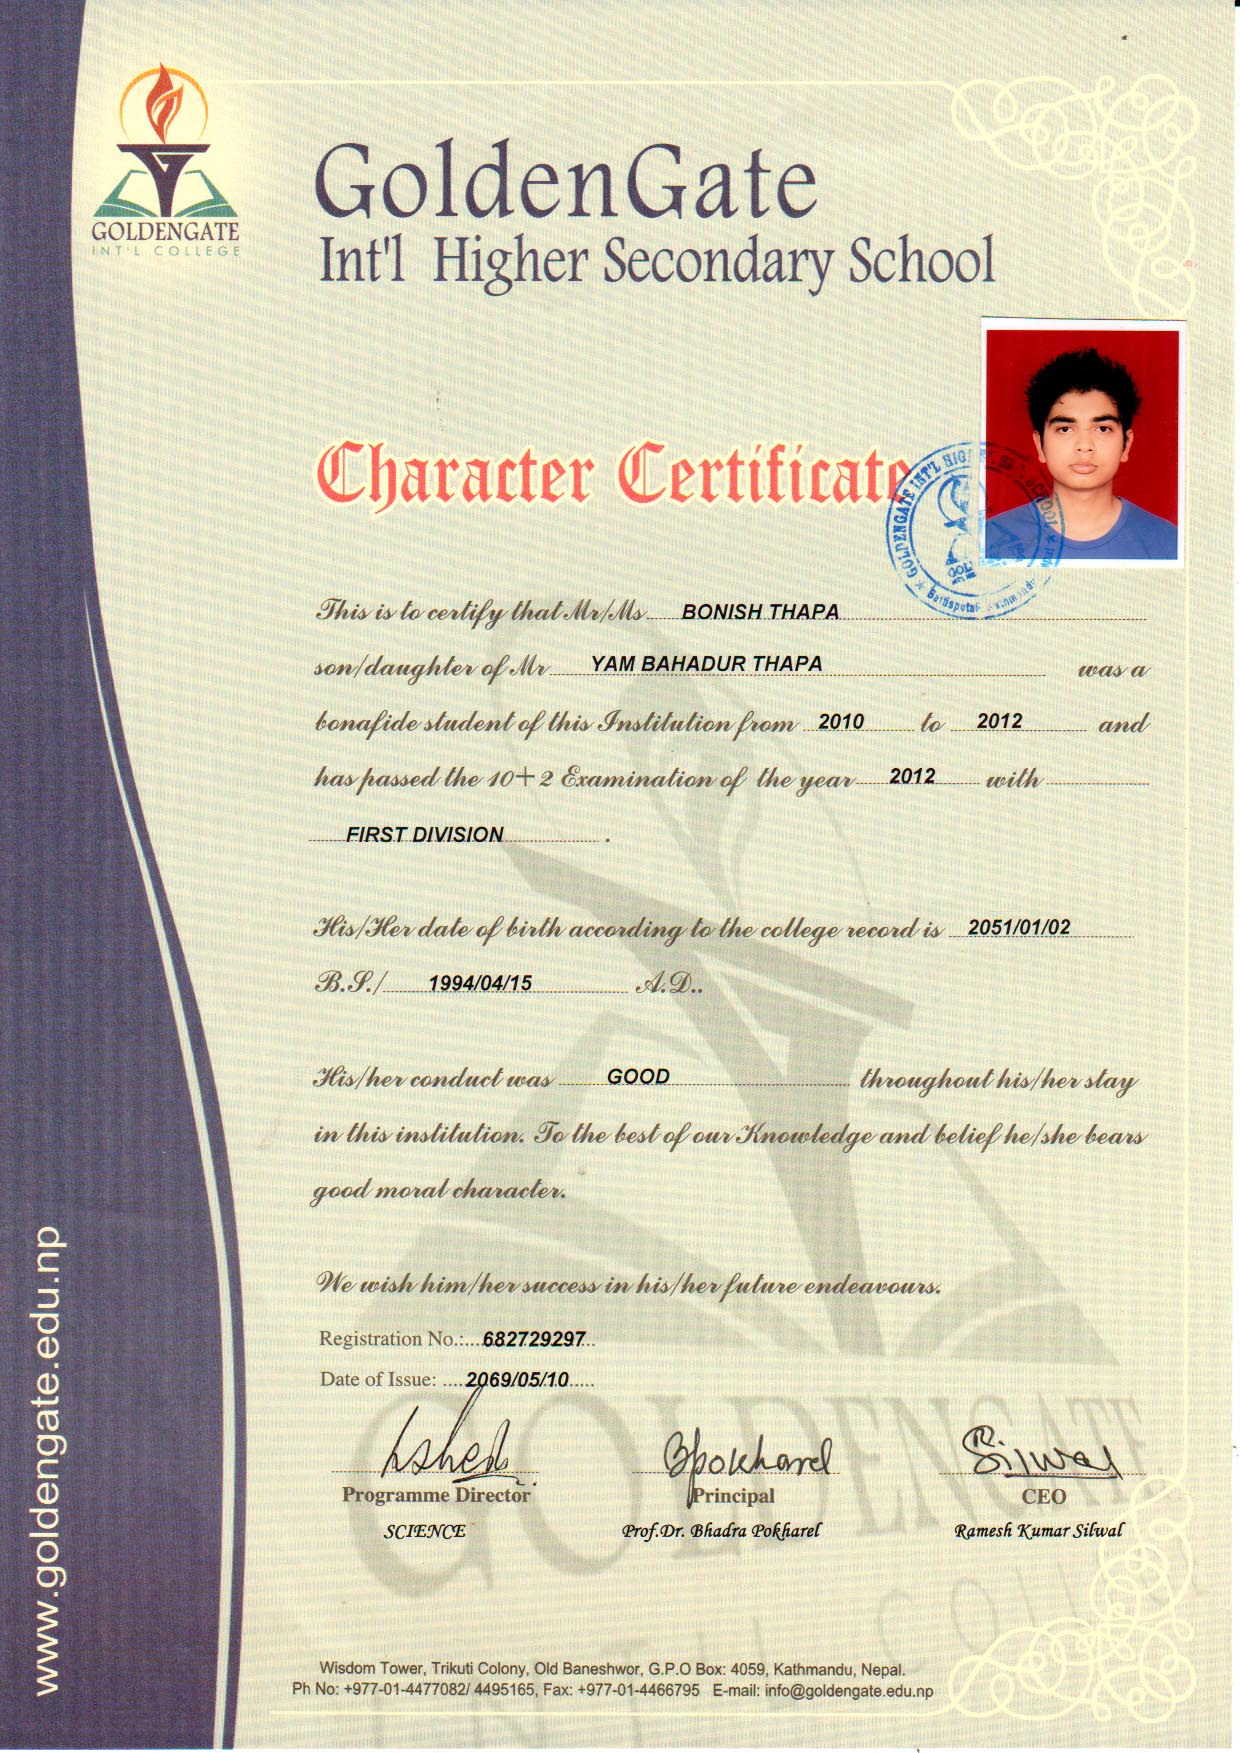 GOLDENGATE
INT'L COLLEGE
GoldenGate
Int'l Higher Secondary School
Character Certificate
GOLDENGATE INT'L
This is to certify that Mr/Ms. BONISH THAPA
son/daughter of Mr YAM BAHADUR THAPA was a
bonafide student of this Institution from 2010 to 2012 and
has passed the 10+2 Examination of the year 2012 with
FIRST DIVISION .
His/Her date of birth according to the college record is 2051/01/02
B.S./ 1994/04/15 A.D..
His/her conduct was GOOD throughout his/her stay
in this institution. To the best of our Knowledge and belief he/she bears
good moral character.
We wish him/her success in his/her future endeavours.
Registration No.:...682729297..
Date of Issue: ....2069/05/10.....
Bpokharel
Silwal
Programme Director Principal CEO
SCIENCE Prof.Dr. Bhadra Pokharel Ramesh Kumar Silwal
GOLDENGATE
www.goldengate.edu.np
Wisdom Tower, Trikuti Colony, Old Baneshwor, G.P.O Box: 4059, Kathmandu, Nepal.
Ph No: +977-01-4477082/ 4495165, Fax: +977-01-4466795 E-mail: info@goldengate.edu.np